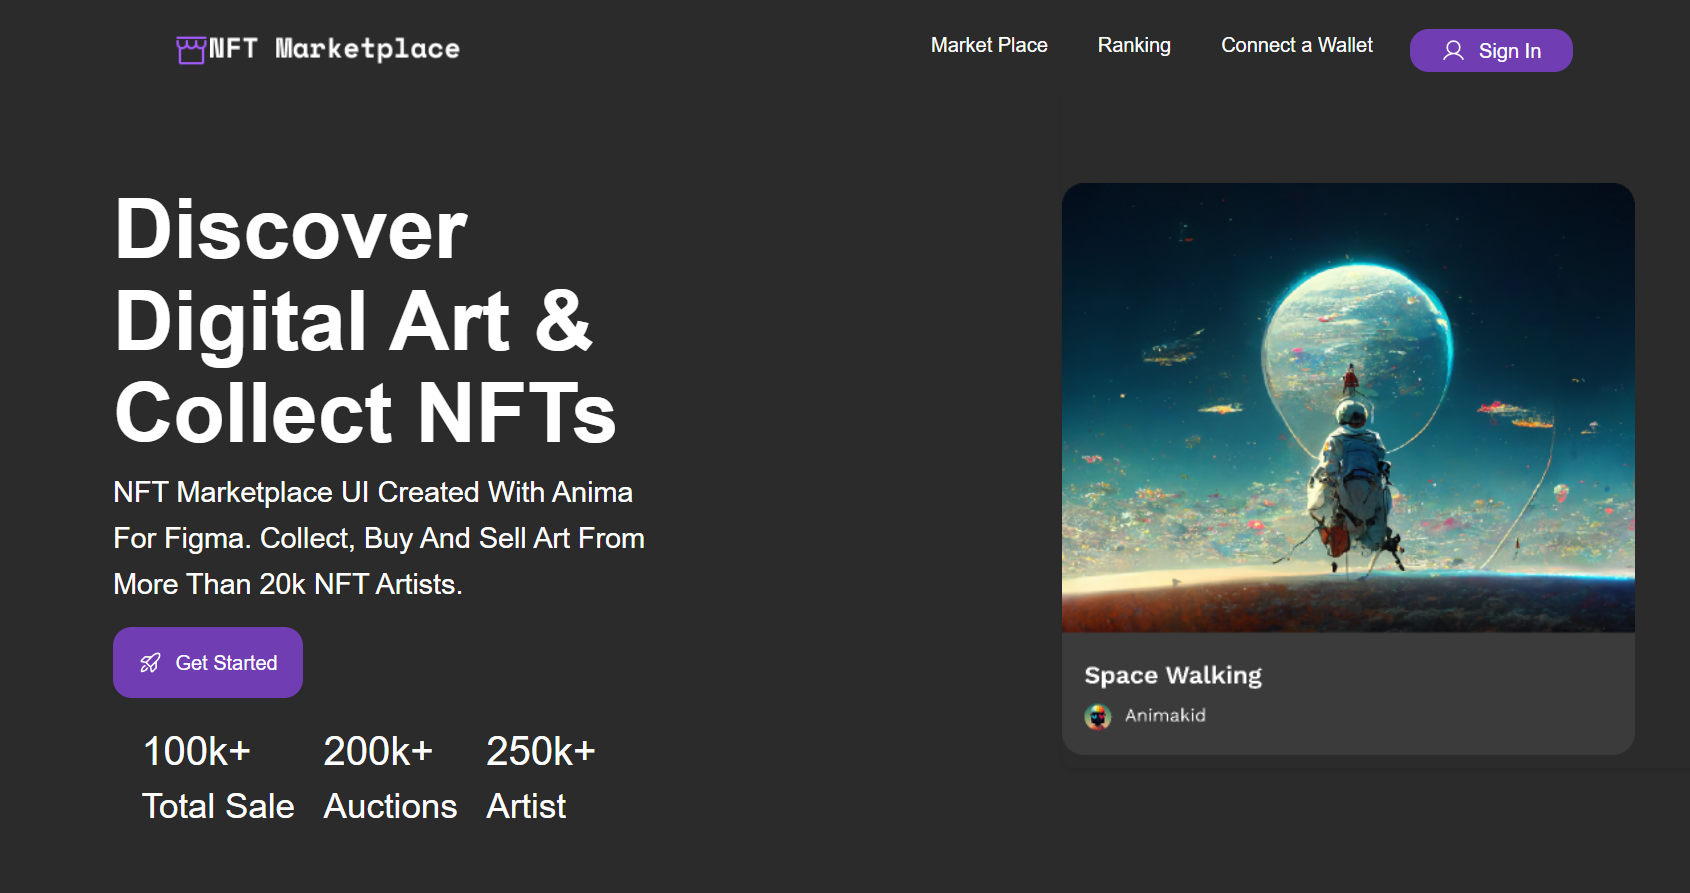 NFT Marketplace
Market Place
Ranking
Connect a Wallet
Sign In
Discover
Digital Art &
Collect NFTs
NFT Marketplace UI Created With Anima
For Figma. Collect, Buy And Sell Art From
More Than 20k NFT Artists.
Get Started
100k+
Total Sale
200k+
Auctions
250k+
Artist
Space Walking
Animakid